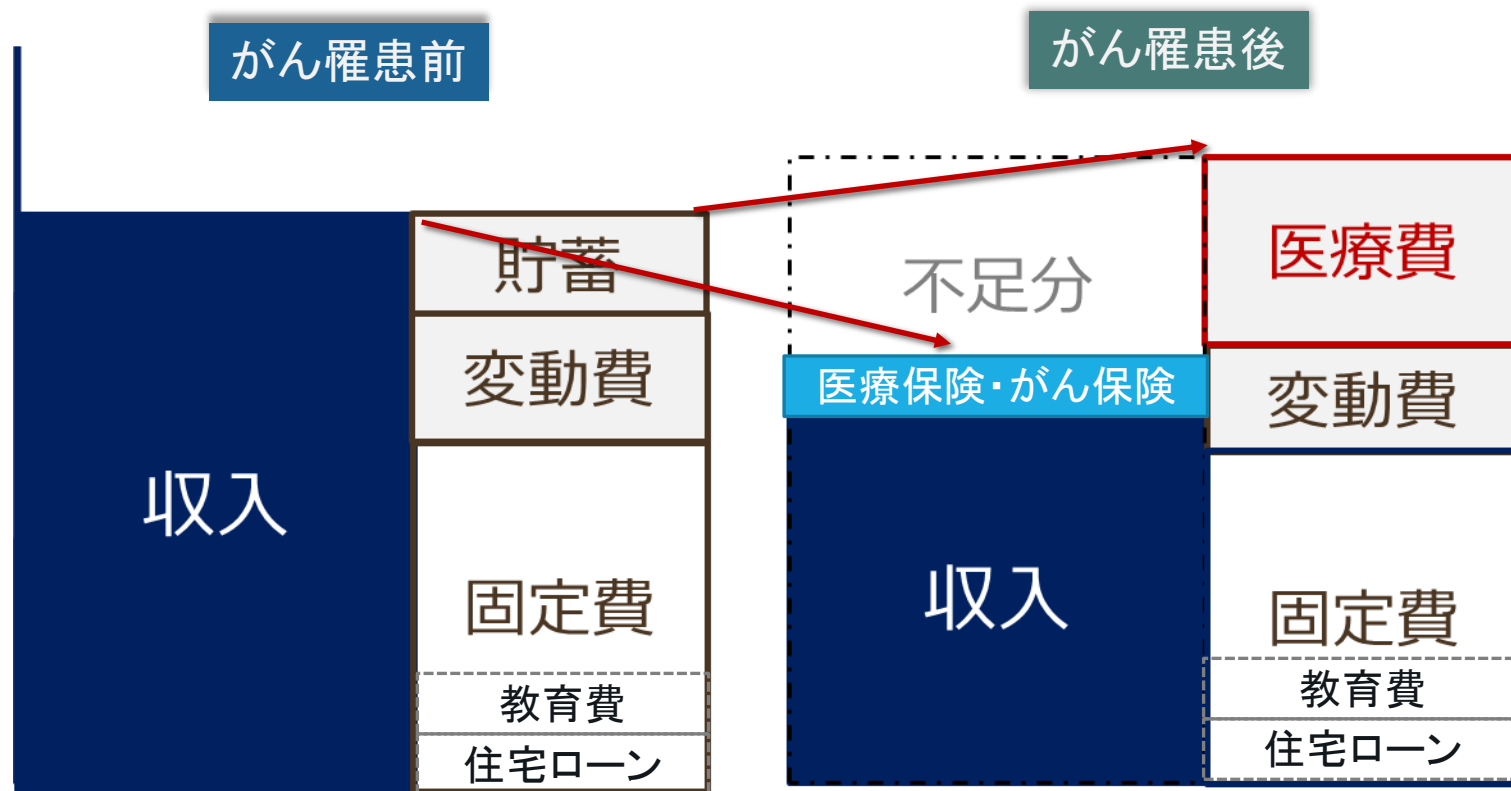 がん罹患前
収入
貯蓄
変動費
固定費
教育費
住宅ローン
がん罹患後
不足分
医療保険・がん保険
収入
医療費
変動費
固定費
教育費
住宅ローン